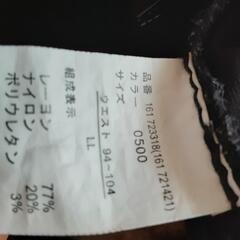 品番 161 723318(161 721421)
カラー 0500
サイズ
ウエスト 94~104
LL
組成表示
レーヨン 77%
ナイロン 20%
ポリウレタン 3%